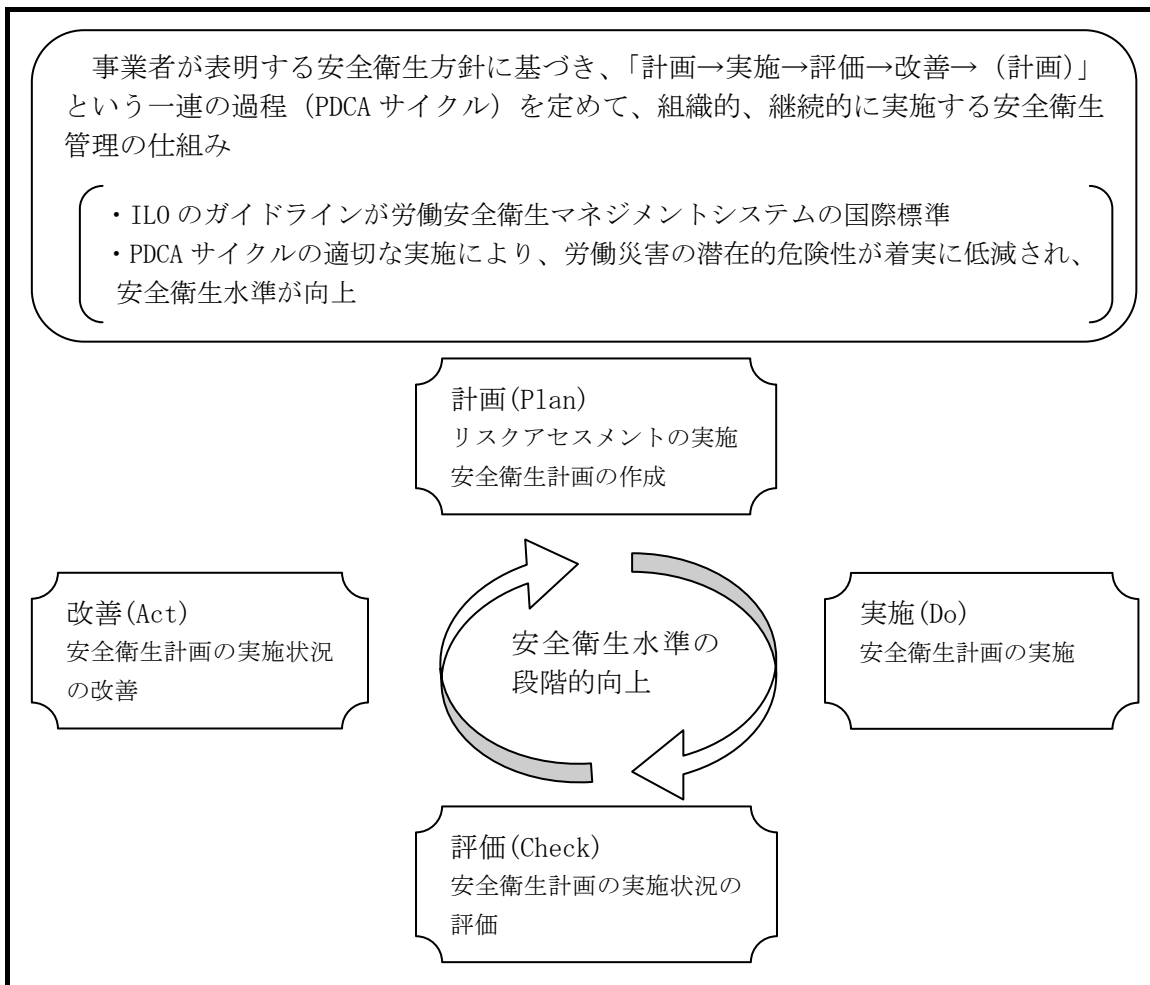 事業者が表明する安全衛生方針に基づき、「計画→実施→評価→改善→（計画）」
という一連の過程（PDCAサイクル）を定めて、組織的、継続的に実施する安全衛生
管理の仕組み
・ILOのガイドラインが労働安全衛生マネジメントシステムの国際標準
・PDCAサイクルの適切な実施により、労働災害の潜在的危険性が着実に低減され、
安全衛生水準が向上
計画(Plan)
リスクアセスメントの実施
安全衛生計画の作成
改善(Act)
安全衛生計画の実施状況
の改善
安全衛生水準の
段階的向上
実施(Do)
安全衛生計画の実施
評価(Check)
安全衛生計画の実施状況の
評価